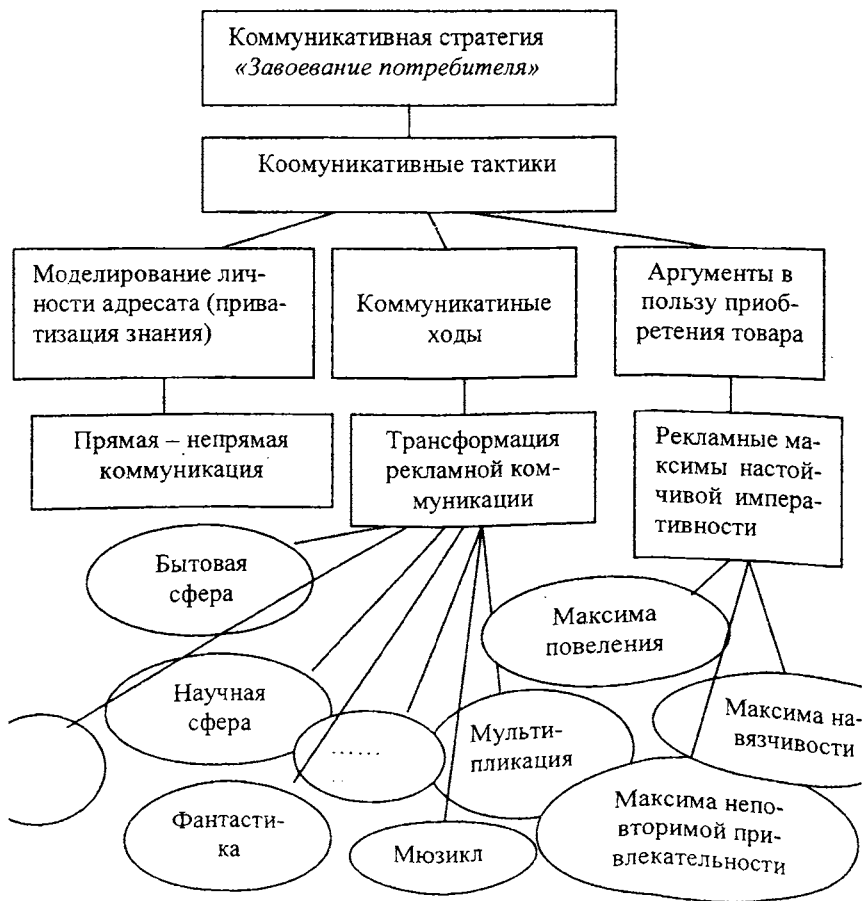 Коммуникативная стратегия
«Завоевание потребителя»
Коомуникативные тактики
Моделирование лич-
ности адресата (прива-
тизация знания)
Коммуникатиные
ходы
Аргументы в
пользу приоб-
ретения товара
Прямая – непрямая
коммуникация
Трансформация
рекламной ком-
муникации
Рекламные ма-
ксимы настой-
чивой импера-
тивности
Бытовая
сфера
Максима
повеления
Научная
сфера
......
..
Мульти-
пликация
Максима на-
вязчивости
Фантасти-
ка
Мюзикл
Максима непо-
вторимой при-
влекательности